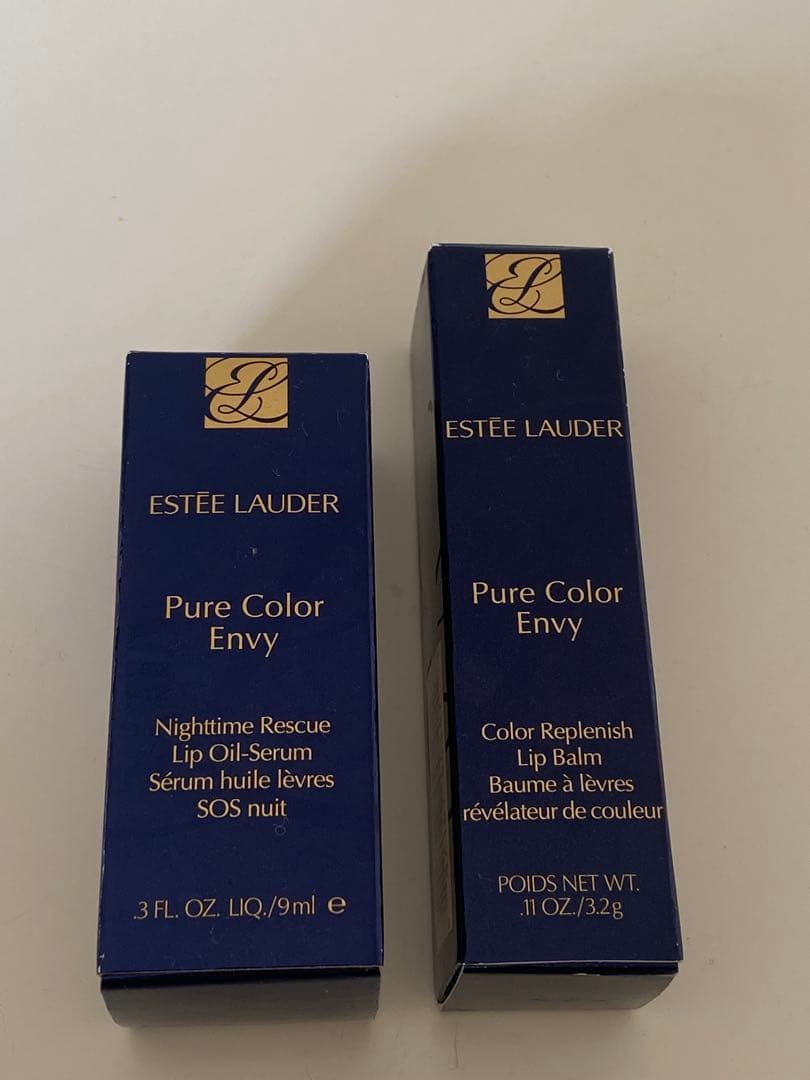 EL
ESTĒE LAUDER
Pure Color
Envy
Nighttime Rescue
Lip Oil-Serum
Sérum huile lèvres
SOS nuit
.3 FL. OZ. LIQ./9ml e
EL
ESTĒE LAUDER
Pure Color
Envy
Color Replenish
Lip Balm
Baume à lèvres
révélateur de couleur
POIDS NET WT.
.11 OZ./3.2g